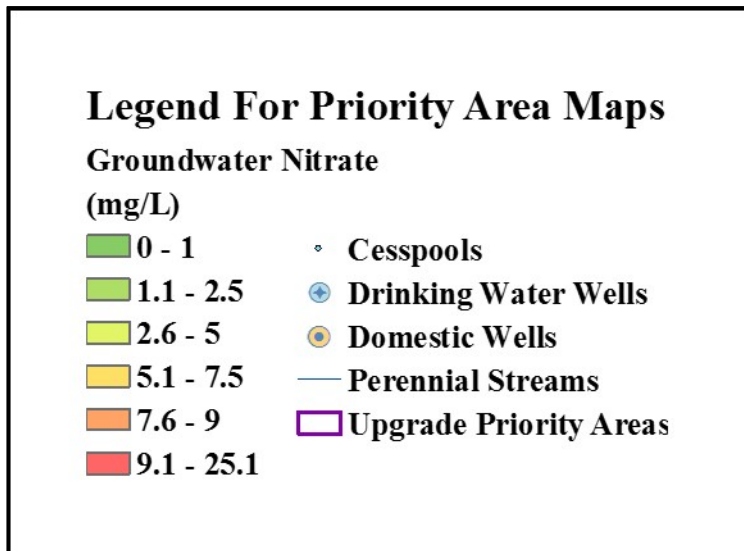 Legend For Priority Area Maps
Groundwater Nitrate
(mg/L)
0 - 1
1.1 - 2.5
2.6 - 5
5.1 - 7.5
7.6 - 9
9.1 - 25.1
Cesspools
Drinking Water Wells
Domestic Wells
Perennial Streams
Upgrade Priority Areas